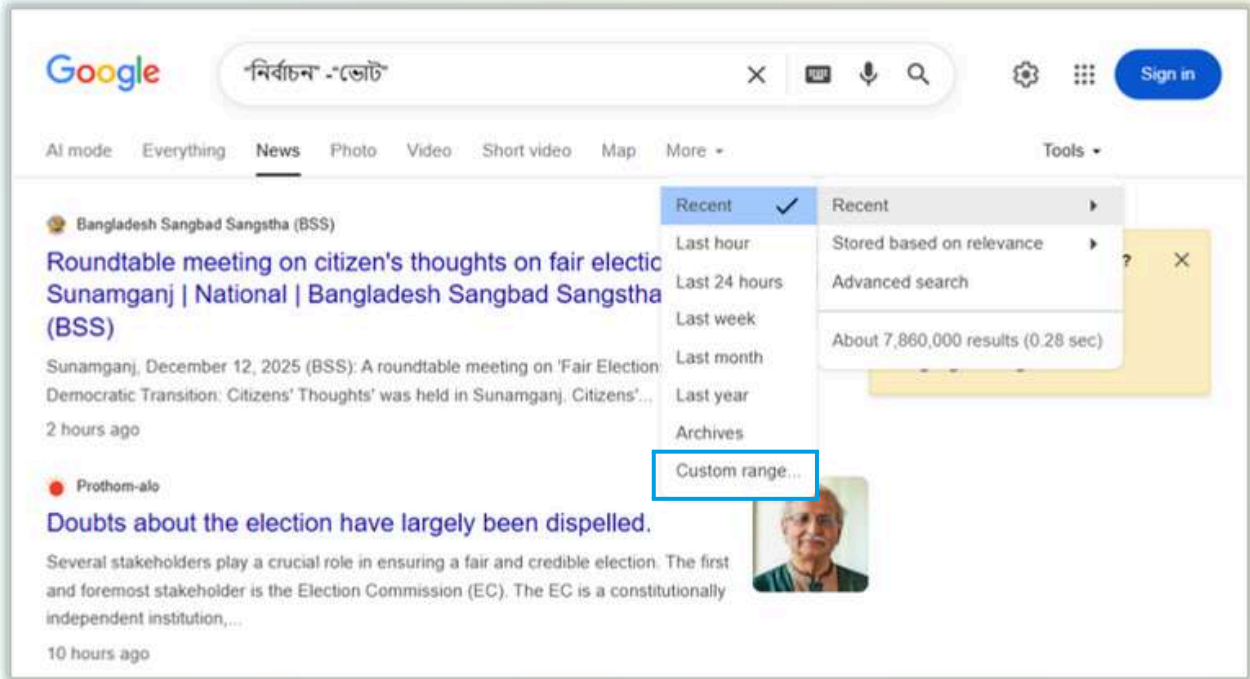 Google
"নির্বাচন" -"ভোট"
Sign in
AI mode Everything News Photo Video Short video Map More Tools
Bangladesh Sangbad Sangstha (BSS)
Roundtable meeting on citizen's thoughts on fair electio
Sunamganj | National | Bangladesh Sangbad Sangstha
(BSS)
Sunamganj, December 12, 2025 (BSS): A roundtable meeting on 'Fair Election
Democratic Transition: Citizens' Thoughts' was held in Sunamganj. Citizens'...
2 hours ago
Recent
Last hour
Last 24 hours
Last week
Last month
Last year
Archives
Custom range...
Recent
Stored based on relevance
Advanced search
About 7,860,000 results (0.28 sec)
?
Prothom-alo
Doubts about the election have largely been dispelled.
Several stakeholders play a crucial role in ensuring a fair and credible election. The first
and foremost stakeholder is the Election Commission (EC). The EC is a constitutionally
independent institution,...
10 hours ago